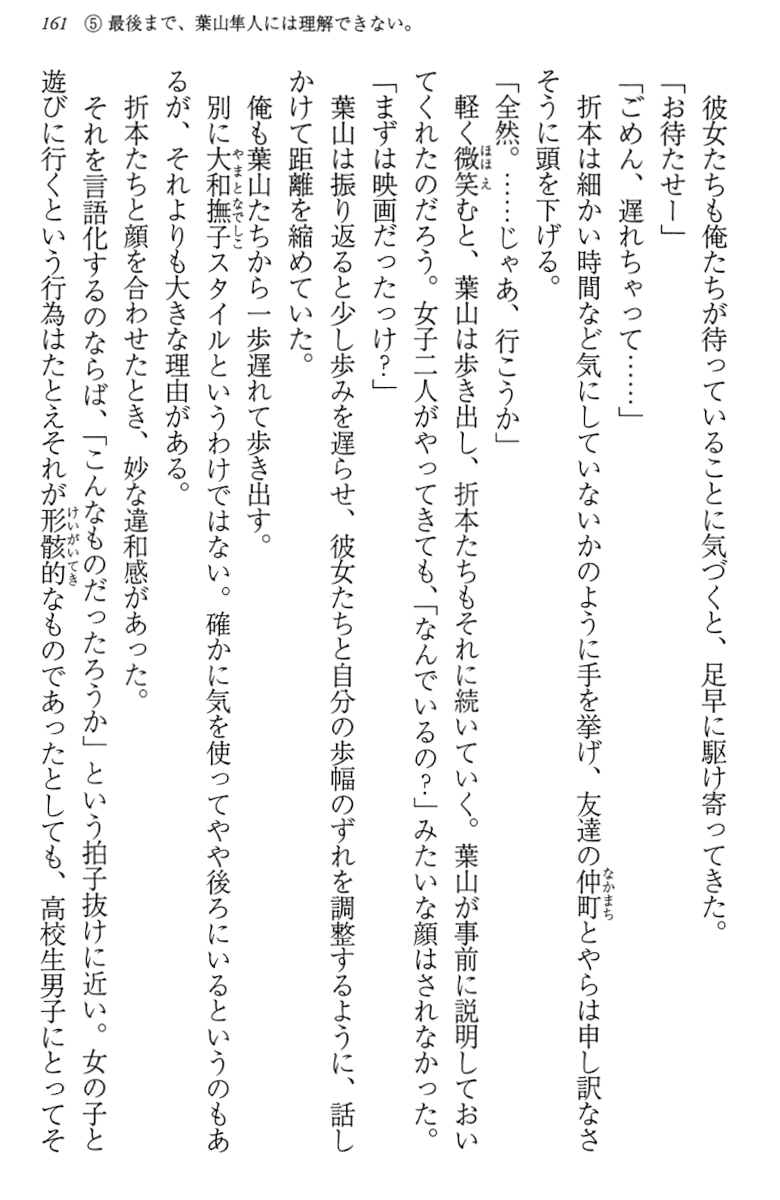 161 ⑤ 最後まで、葉山隼人には理解できない。
　彼女たちも俺たちが待っていることに気づくと、足早に駆け寄ってきた。
「お待たせー」
「ごめん、遅れちゃって……」
　折本は細かい時間など気にしていないかのように手を挙げ、友達の仲町とやらは申し訳なさ
なかまち
そうに頭を下げる。
「全然。……じゃあ、行こうか」
　軽く微笑むと、葉山は歩き出し、折本たちもそれに続いていく。葉山が事前に説明しておい
ほほえ
てくれたのだろう。女子二人がやってきても、「なんでいるの？」みたいな顔はされなかった。
「まずは映画だったっけ？」
　葉山は振り返ると少し歩みを遅らせ、彼女たちと自分の歩幅のずれを調整するように、話し
かけて距離を縮めていた。
　俺も葉山たちから一歩遅れて歩き出す。
　別に大和撫子スタイルというわけではない。確かに気を使ってやや後ろにいるというのもあ
やまとなでしこ
るが、それよりも大きな理由がある。
　折本たちと顔を合わせたとき、妙な違和感があった。
　それを言語化するのならば、「こんなものだったろうか」という拍子抜けに近い。女の子と
遊びに行くという行為はたとえそれが形骸的なものであったとしても、高校生男子にとってそ
けいがいてき